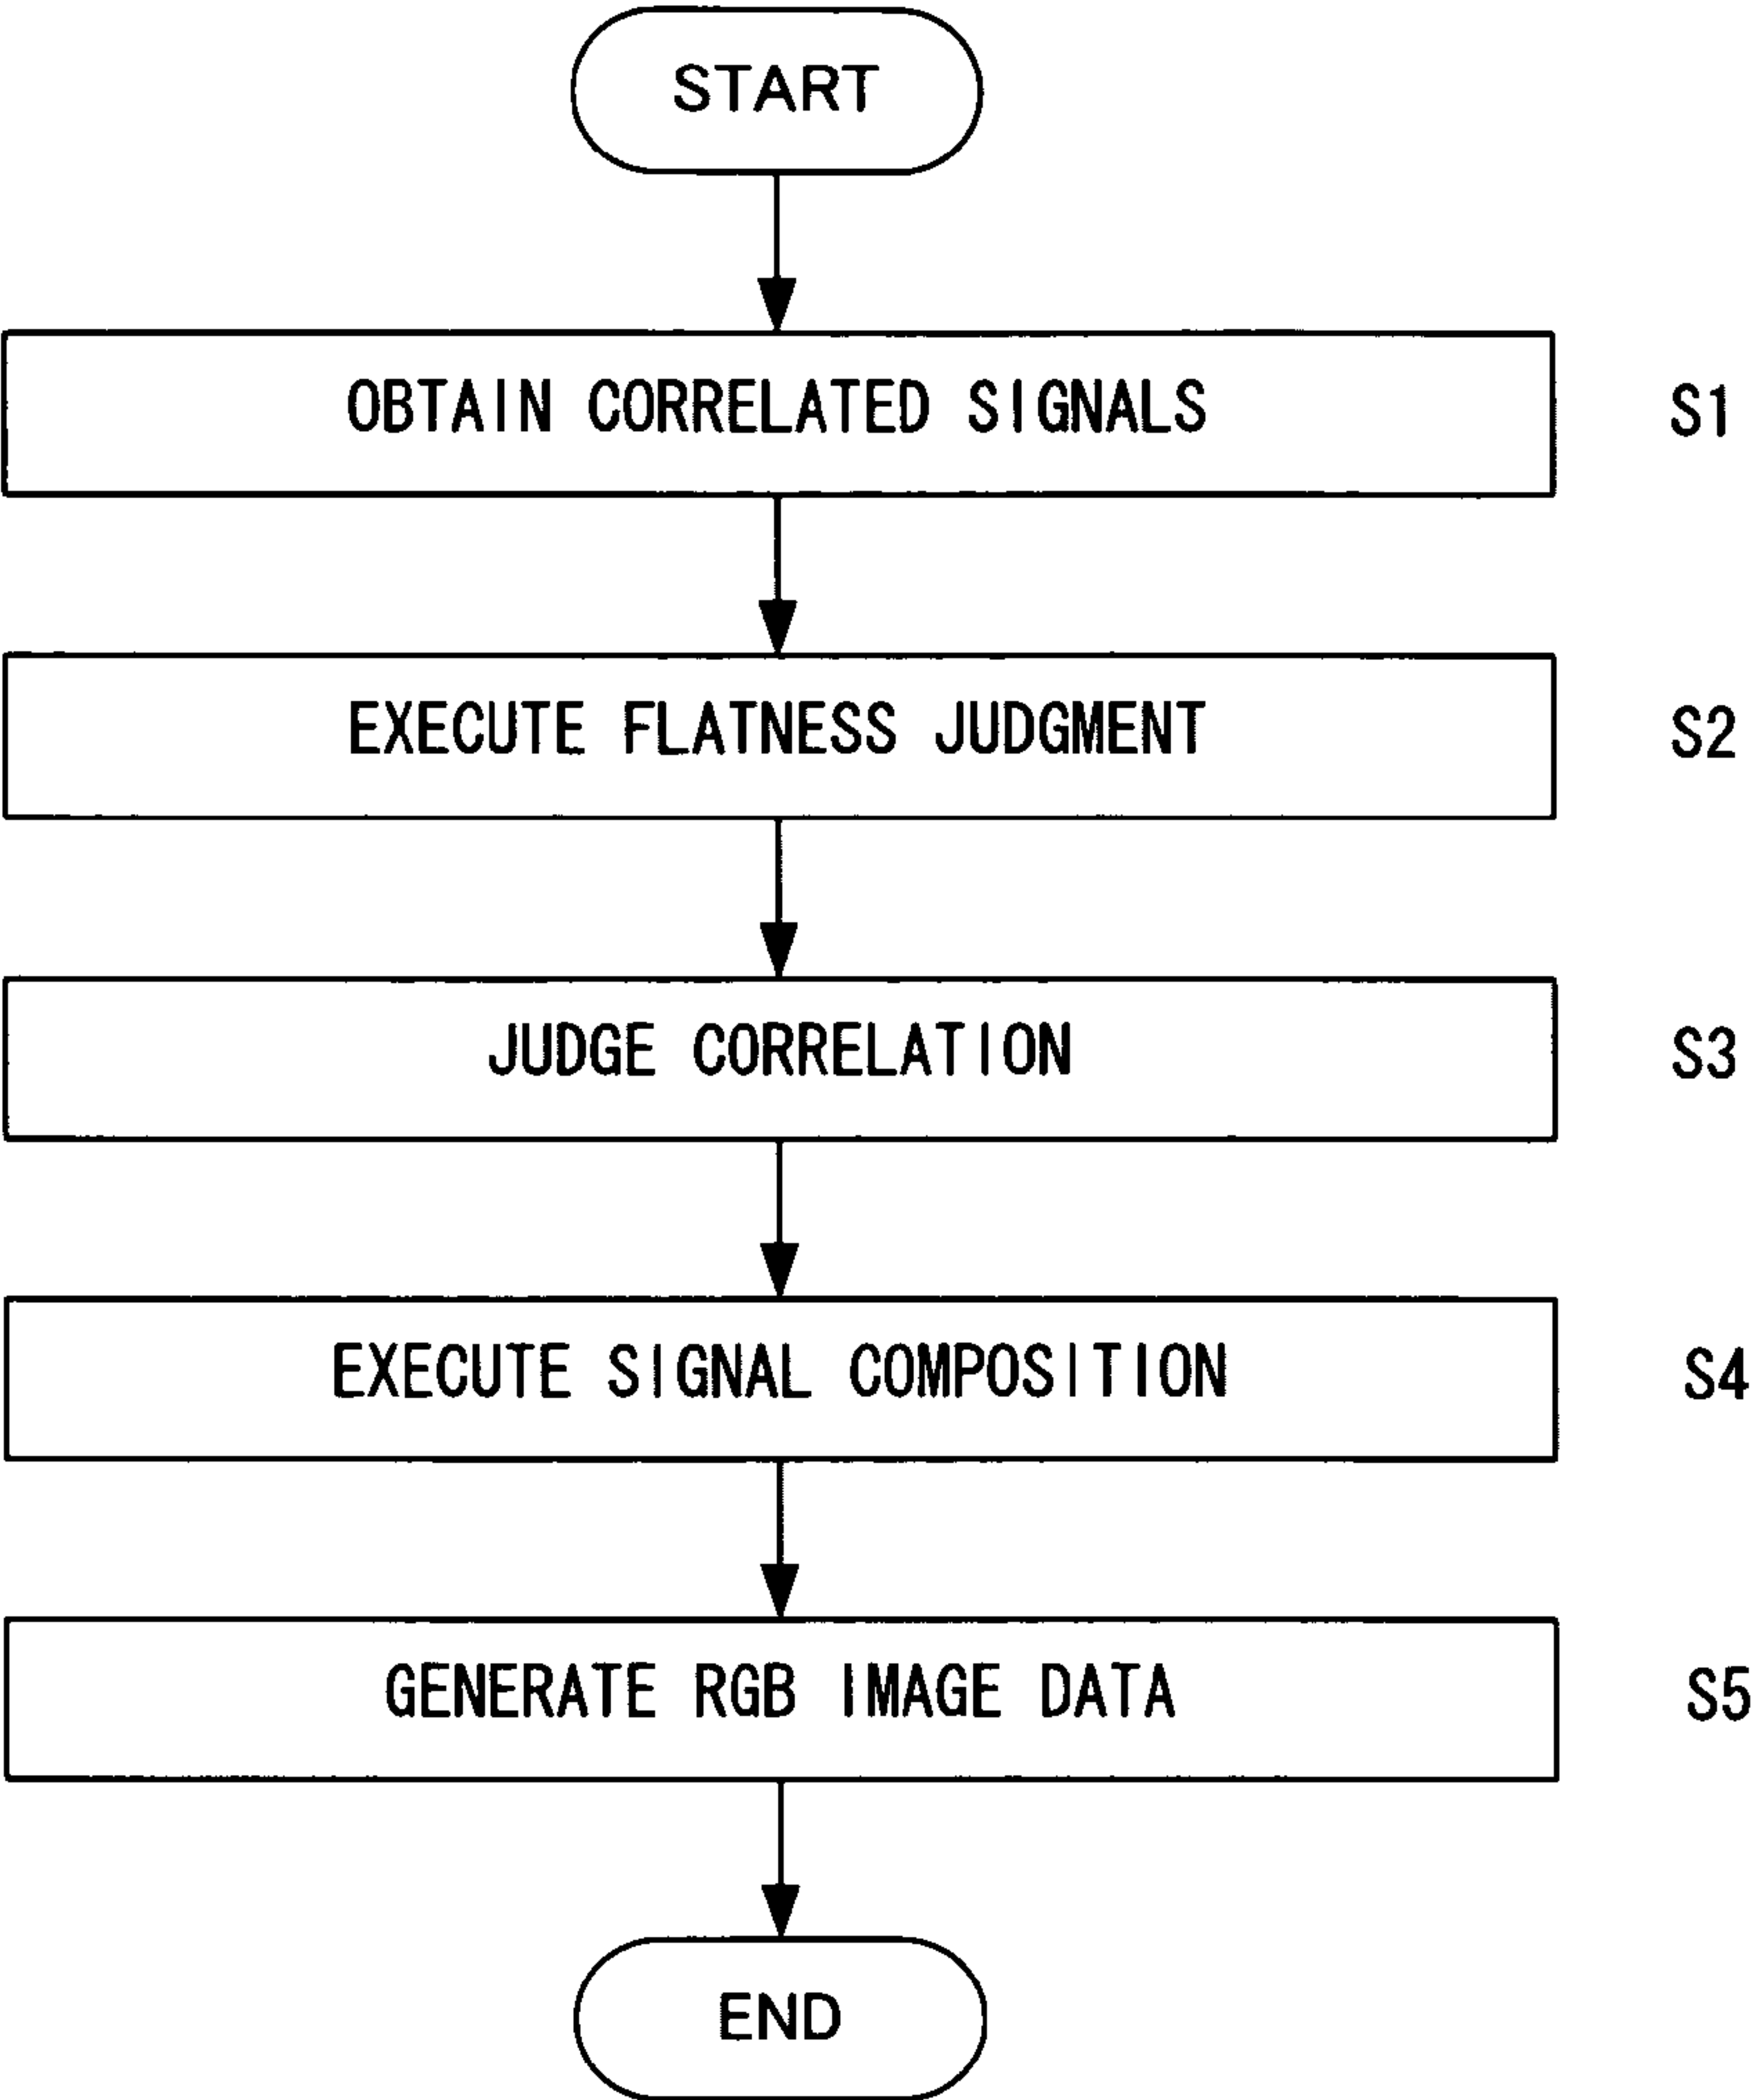 START
OBTAIN CORRELATED SIGNALS S1
EXECUTE FLATNESS JUDGMENT S2
JUDGE CORRELATION S3
EXECUTE SIGNAL COMPOSITION S4
GENERATE RGB IMAGE DATA S5
END